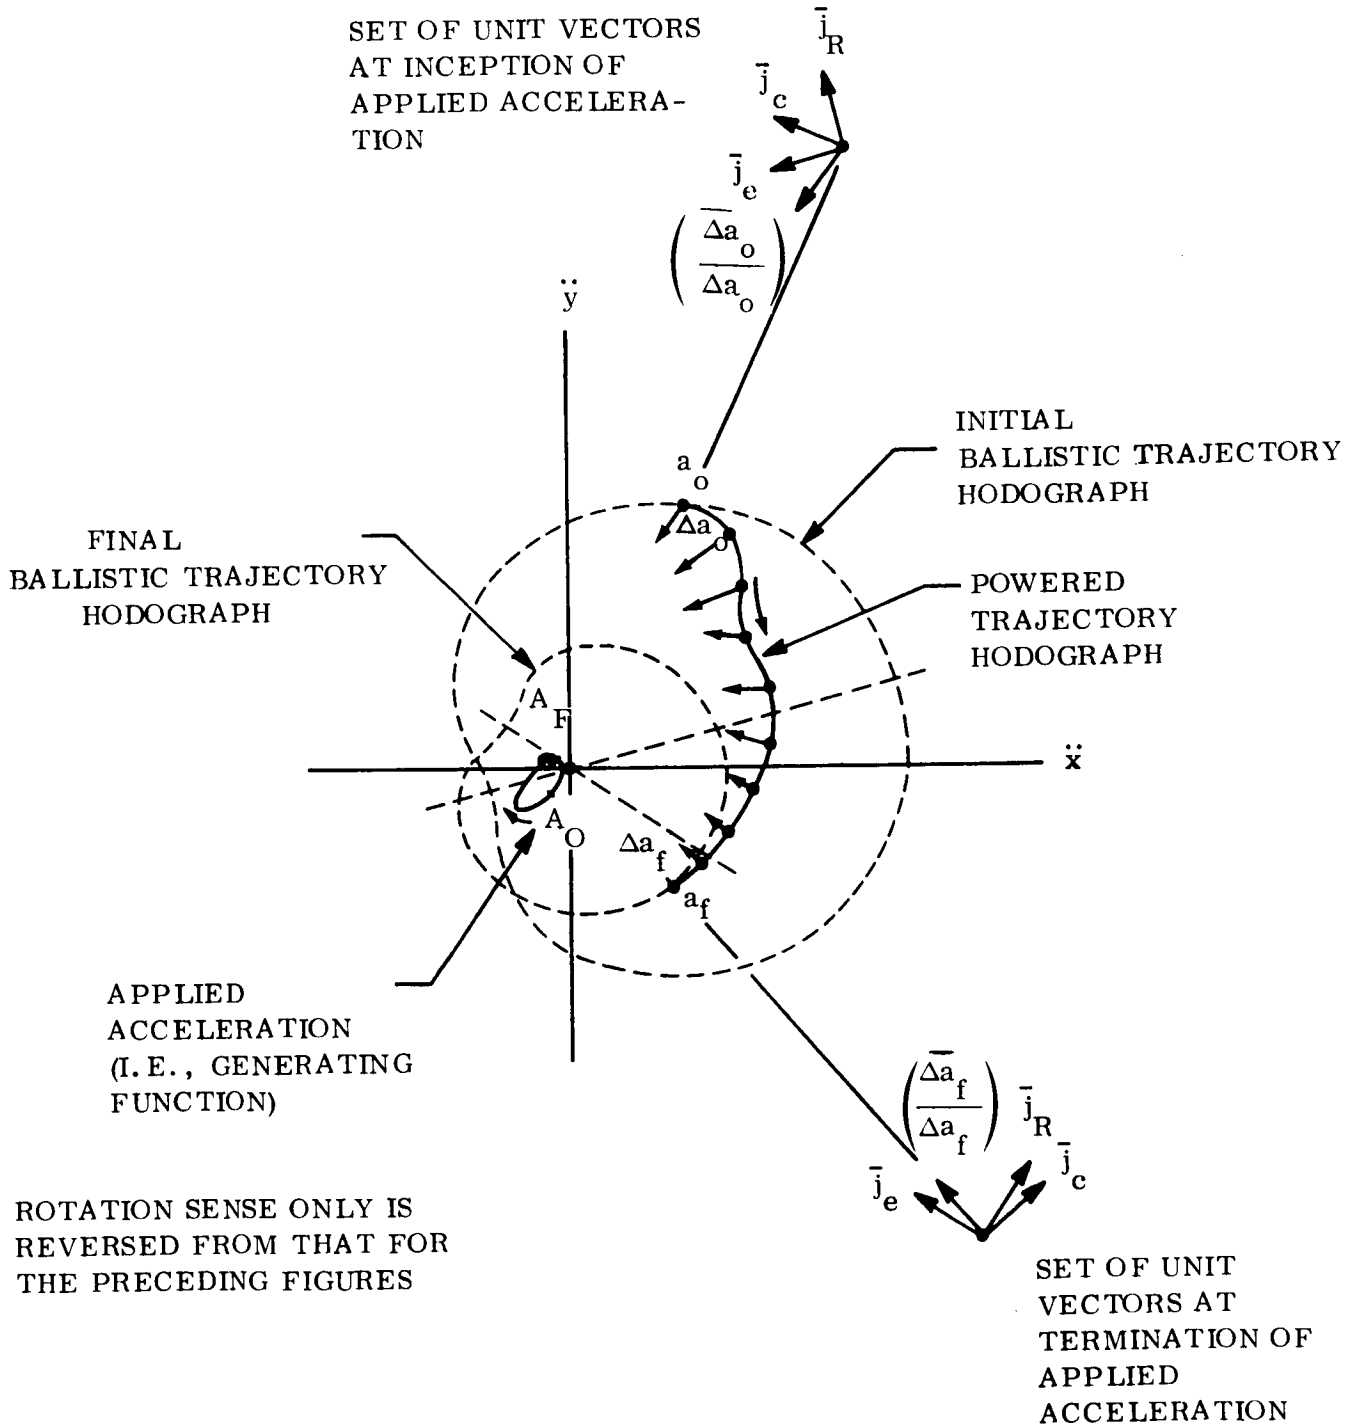 SET OF UNIT VECTORS
AT INCEPTION OF
APPLIED ACCELERA-
TION
j̄R
j̄c
j̄e
(Δ̅a̅o
Δao)
ÿ
INITIAL
BALLISTIC TRAJECTORY
HODOGRAPH
ao
Δao
FINAL
BALLISTIC TRAJECTORY
HODOGRAPH
POWERED
TRAJECTORY
HODOGRAPH
AF
ẍ
AO
Δaf
af
APPLIED
ACCELERATION
(I.E., GENERATING
FUNCTION)
(Δ̅a̅f
Δaf)
j̄R
j̄c
j̄e
ROTATION SENSE ONLY IS
REVERSED FROM THAT FOR
THE PRECEDING FIGURES
SET OF UNIT
VECTORS AT
TERMINATION OF
APPLIED
ACCELERATION